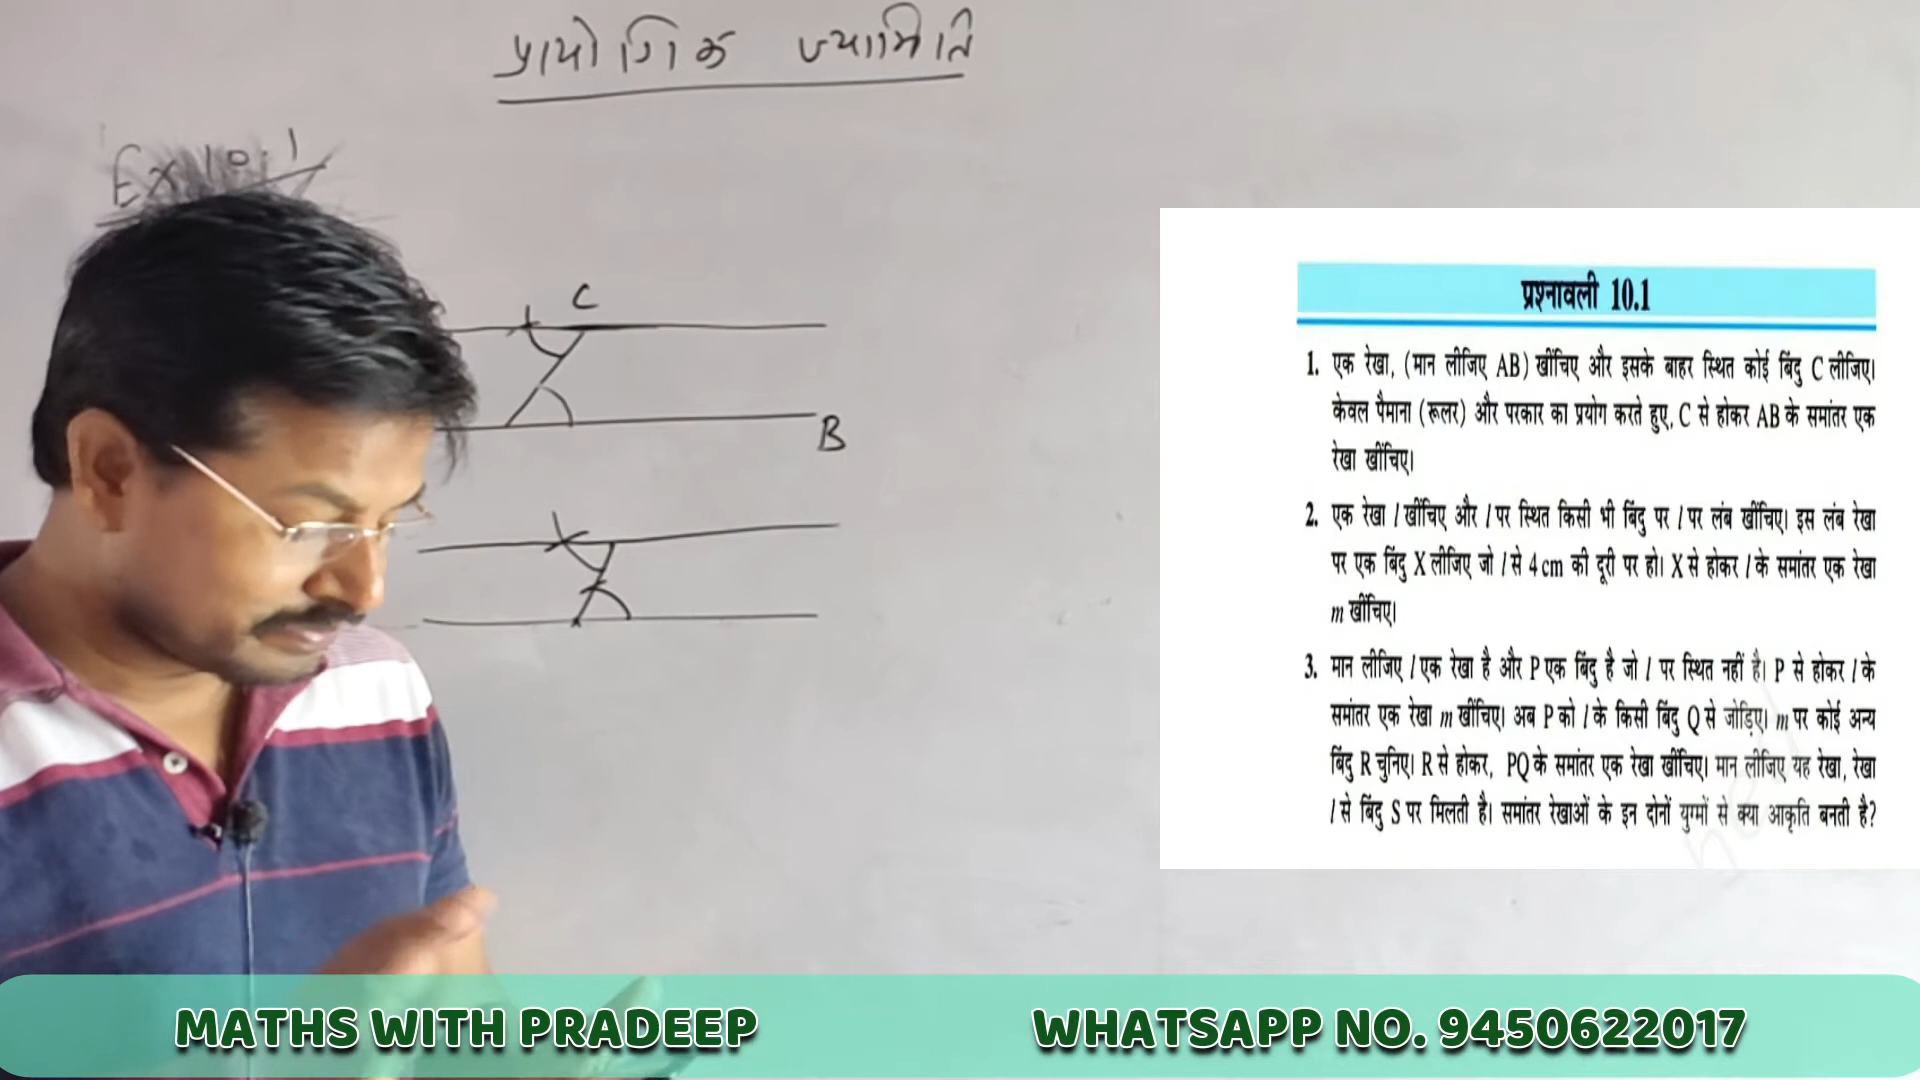 प्रायोगिक ज्यामिति
Ex 10.1
C
B
प्रश्नावली 10.1
1. एक रेखा, (मान लीजिए AB) खींचिए और इसके बाहर स्थित कोई बिंदु C लीजिए।
केवल पैमाना (रूलर) और परकार का प्रयोग करते हुए, C से होकर AB के समांतर एक
रेखा खींचिए।
2. एक रेखा l खींचिए और l पर स्थित किसी भी बिंदु पर l पर लंब खींचिए। इस लंब रेखा
पर एक बिंदु X लीजिए जो l से 4 cm की दूरी पर हो। X से होकर l के समांतर एक रेखा
m खींचिए।
3. मान लीजिए l एक रेखा है और P एक बिंदु है जो l पर स्थित नहीं है। P से होकर l के
समांतर एक रेखा m खींचिए। अब P को l के किसी बिंदु Q से जोड़िए। m पर कोई अन्य
बिंदु R चुनिए। R से होकर, PQ के समांतर एक रेखा खींचिए। मान लीजिए यह रेखा, रेखा
l से बिंदु S पर मिलती है। समांतर रेखाओं के इन दोनों युग्मों से क्या आकृति बनती है?
MATHS WITH PRADEEP
WHATSAPP NO. 9450622017